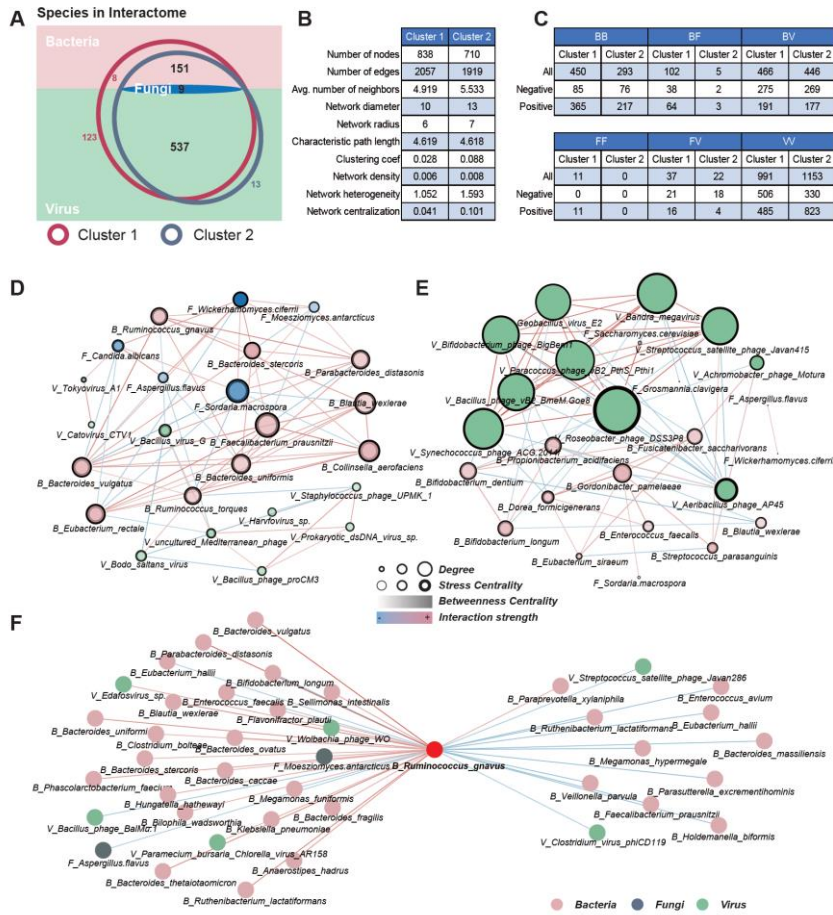 Species in Interactome
A
Bacteria
151
8
Fungi
9
123
537
13
Virus
Cluster 1
Cluster 2
B
Cluster 1 Cluster 2
Number of nodes 838 710
Number of edges 2057 1919
Avg. number of neighbors 4.919 5.533
Network diameter 10 13
Network radius 6 7
Characteristic path length 4.619 4.618
Clustering coef 0.028 0.088
Network density 0.006 0.008
Network heterogeneity 1.052 1.593
Network centralization 0.041 0.101
C
BB BF BV
Cluster 1 Cluster 2 Cluster 1 Cluster 2 Cluster 1 Cluster 2
All 450 293 102 5 466 446
Negative 85 76 38 2 275 269
Positive 365 217 64 3 191 177
FF FV VV
Cluster 1 Cluster 2 Cluster 1 Cluster 2 Cluster 1 Cluster 2
All 11 0 37 22 991 1153
Negative 0 0 21 18 506 330
Positive 11 0 16 4 485 823
D
F_Wickerhamomyces.ciferrii
F_Moesziomyces.antarcticus
B_Ruminococcus_gnavus
F_Candida.albicans
B_Bacteroides_stercoris
B_Parabacteroides_distasonis
V_Tokyovirus_A1
F_Aspergillus.flavus
F_Sordaria.macrospora
B_Blautia_wexlerae
V_Catovirus_CTV1
V_Bacillus_virus_G
B_Faecalibacterium_prausnitzii
B_Bacteroides_vulgatus
B_Bacteroides_uniformis
B_Collinsella_aerofaciens
B_Ruminococcus_torques
V_Staphylococcus_phage_UPMK_1
B_Eubacterium_rectale
V_Harvfovirus_sp.
V_uncultured_Mediterranean_phage
V_Prokaryotic_dsDNA_virus_sp.
V_Bodo_saltans_virus
V_Bacillus_phage_proCM3
E
V_Bandra_megavirus
Geobacillus_virus_E2
F_Saccharomyces.cerevisiae
V_Bifidobacterium_phage_BigBern1
V_Streptococcus_satellite_phage_Javan415
V_Paracoccus_phage_vB_PthS_Pthi1
V_Achromobacter_phage_Motura
F_Grosmannia.clavigera
V_Bacillus_phage_vB_BmeM.Goe8
F_Aspergillus.flavus
V_Synechococcus_phage_ACG.2014f
V_Roseobacter_phage_DSS3P8
B_Fusicatenibacter_saccharivorans
B_Propionibacterium_acidifaciens
F_Wickerhamomyces.ciferrii
B_Bifidobacterium_dentium
B_Gordonibacter_pamelaeae
V_Aeribacillus_phage_AP45
B_Dorea_formicigenerans
B_Blautia_wexlerae
B_Bifidobacterium_longum
B_Enterococcus_faecalis
B_Eubacterium_siraeum
B_Streptococcus_parasanguinis
F_Sordaria.macrospora
Degree
Stress Centrality
Betweenness Centrality
- + Interaction strength
F
B_Bacteroides_vulgatus
B_Parabacteroides_distasonis
B_Eubacterium_hallii
B_Bifidobacterium_longum
V_Edafosvirus_sp.
B_Enterococcus_faecalis
B_Sellimonas_intestinalis
B_Blautia_wexlerae
B_Flavonifractor_plautii
B_Bacteroides_uniformi
V_Wolbachia_phage_WO
B_Clostridium_bolteae
B_Bacteroides_ovatus
F_Moesziomyces.antarcticus
B_Ruminococcus_gnavus
B_Bacteroides_stercoris
B_Bacteroides_caccae
B_Phascolarctobacterium_faecium
B_Megamonas_funiformis
B_Hungatella_hathewayi
B_Bacteroides_fragilis
B_Bilophila_wadsworthia
B_Klebsiella_pneumoniae
F_Aspergillus.flavus
V_Paramecium_bursaria_Chlorella_virus_AR158
B_Anaerostipes_hadrus
B_Bacteroides_thetaiotaomicron
B_Ruthenibacterium_lactatiformans
V_Streptococcus_satellite_phage_Javan286
B_Paraprevotella_xylaniphila
B_Enterococcus_avium
B_Ruthenibacterium_lactatiformans
B_Eubacterium_hallii
B_Megamonas_hypermegale
B_Bacteroides_massiliensis
B_Veillonella_parvula
B_Parasutterella_excrementihominis
B_Faecalibacterium_prausnitzii
V_Clostridium_virus_phiCD119
B_Holdemanella_biformis
Bacteria
Fungi
Virus